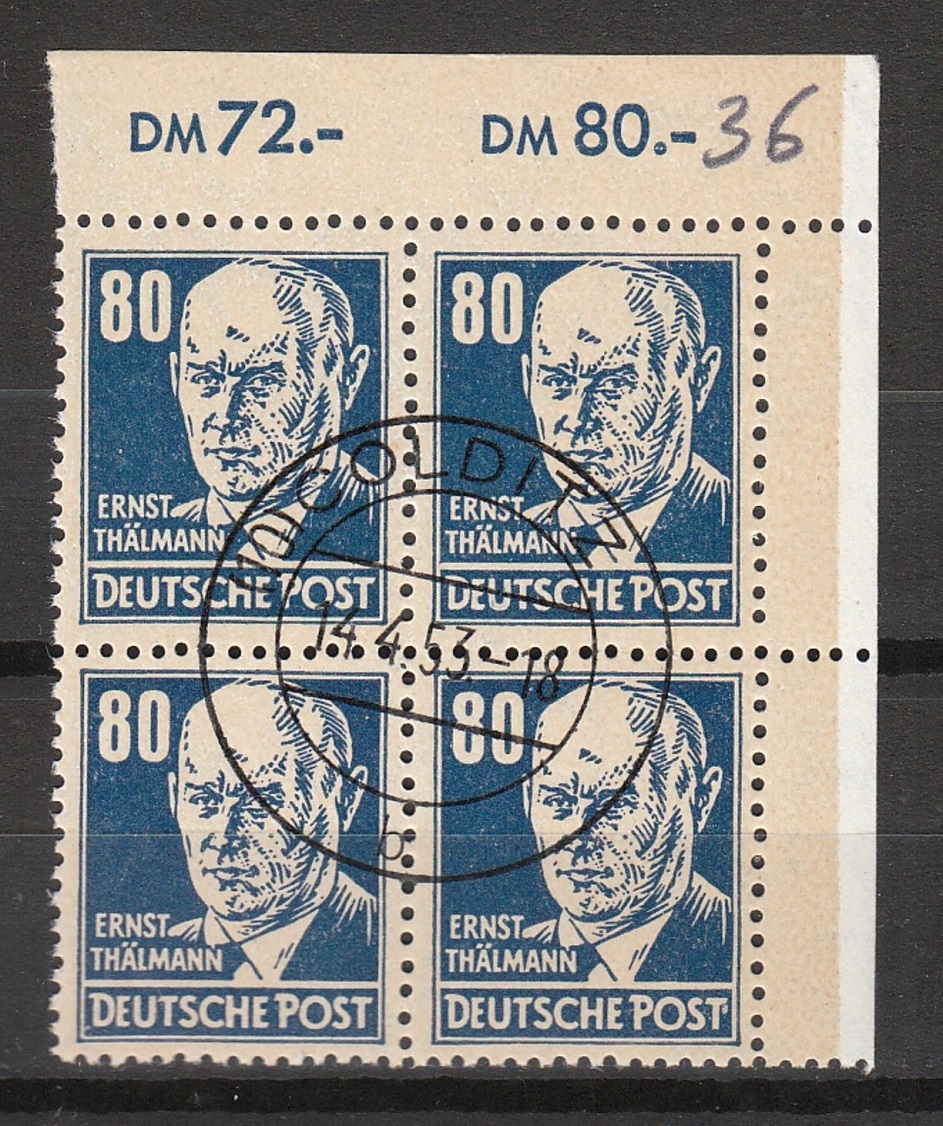 DM 72.- DM 80.- 36
80 80
ERNST ERNST
THÄLMANN THÄLMANN
DEUTSCHE POST DEUTSCHE POST
(10) COLDITZ
14.4.53.-18
b
80 80
ERNST ERNST
THÄLMANN THÄLMANN
DEUTSCHE POST DEUTSCHE POST